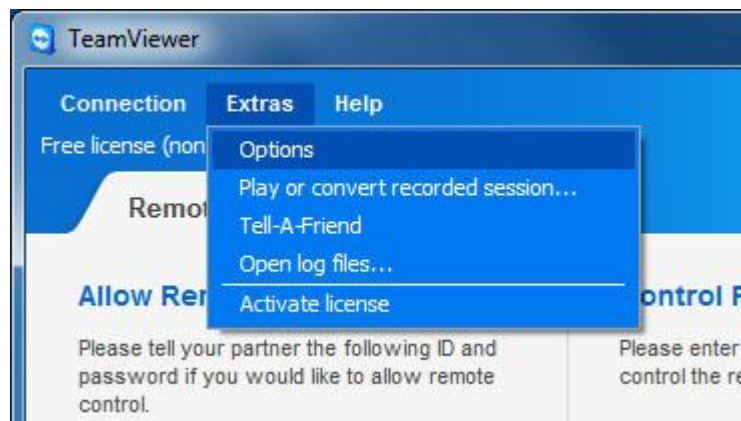 TeamViewer
Connection Extras Help
Free license (non
Options
Play or convert recorded session...
Tell-A-Friend
Open log files...
Activate license
Remo
Allow Rer
Please tell your partner the following ID and
password if you would like to allow remote
control.
ontrol
Please enter
control the re